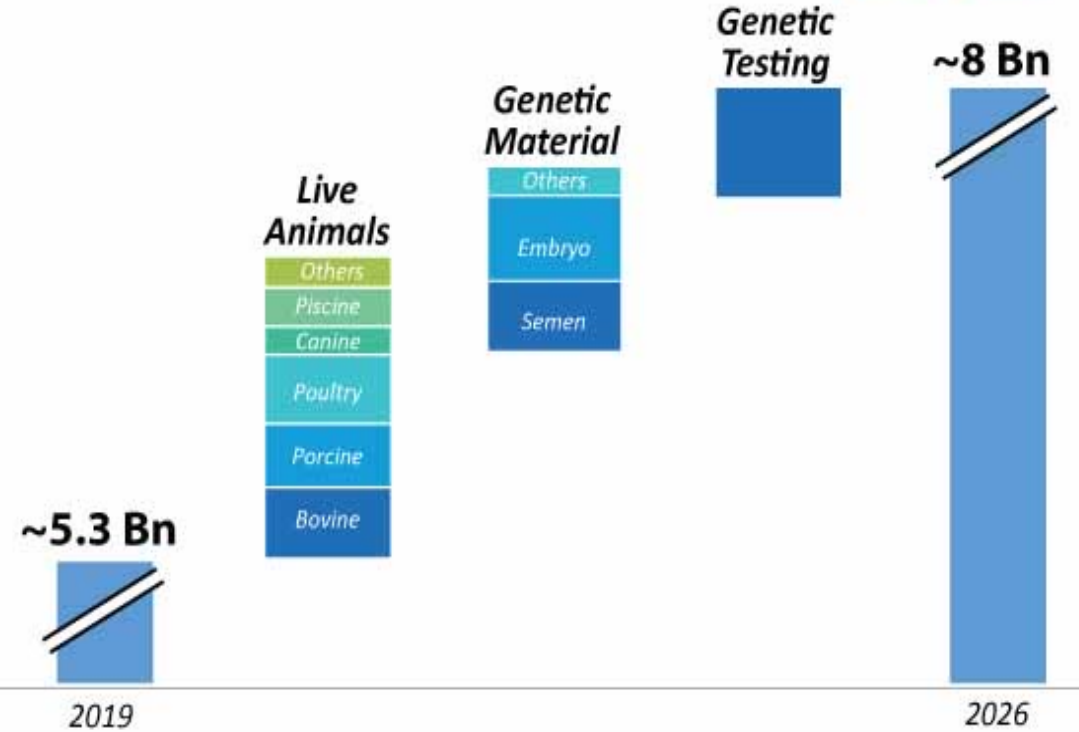 ~5.3 Bn
2019
Live
Animals
Others
Piscine
Canine
Poultry
Porcine
Bovine
Genetic
Material
Others
Embryo
Semen
Genetic
Testing
~8 Bn
2026